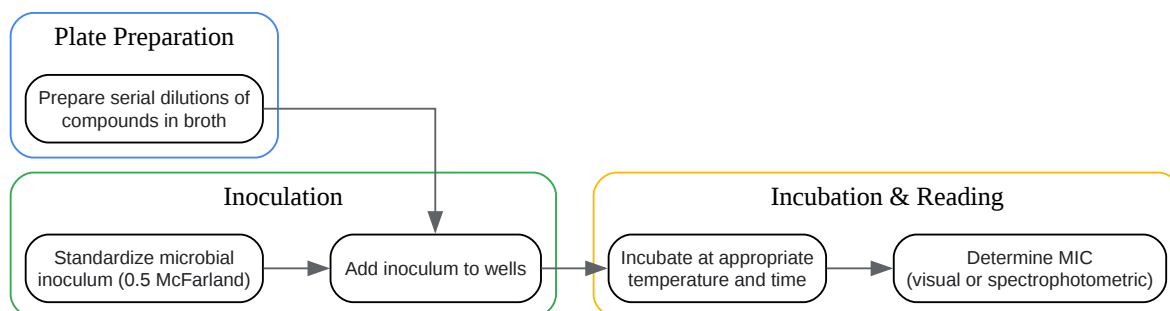 Plate Preparation
Prepare serial dilutions of
compounds in broth
Inoculation
Standardize microbial
inoculum (0.5 McFarland)
Add inoculum to wells
Incubation & Reading
Incubate at appropriate
temperature and time
Determine MIC
(visual or spectrophotometric)